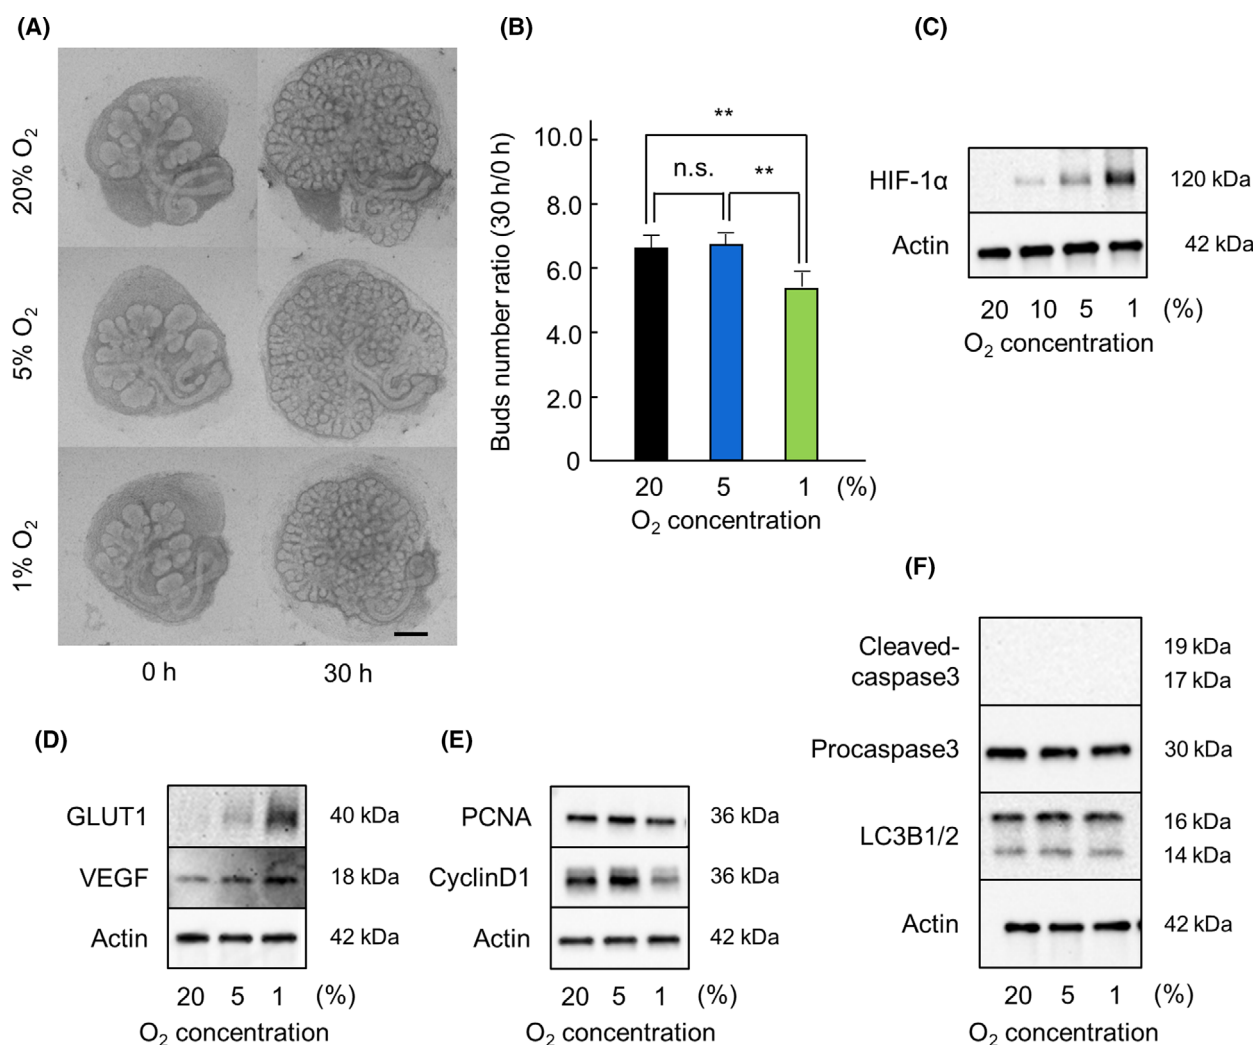 (A)
20% O₂
5% O₂
1% O₂
0 h
30 h
(B)
Buds number ratio (30 h/0 h)
10.0
8.0
6.0
4.0
2.0
0
**
n.s.
**
20 5 1 (%)
O₂ concentration
(C)
HIF-1α
120 kDa
Actin
42 kDa
20 10 5 1 (%)
O₂ concentration
(D)
GLUT1
40 kDa
VEGF
18 kDa
Actin
42 kDa
20 5 1 (%)
O₂ concentration
(E)
PCNA
36 kDa
CyclinD1
36 kDa
Actin
42 kDa
20 5 1 (%)
O₂ concentration
(F)
Cleaved-
caspase3
19 kDa
17 kDa
Procaspase3
30 kDa
LC3B1/2
16 kDa
14 kDa
Actin
42 kDa
20 5 1 (%)
O₂ concentration